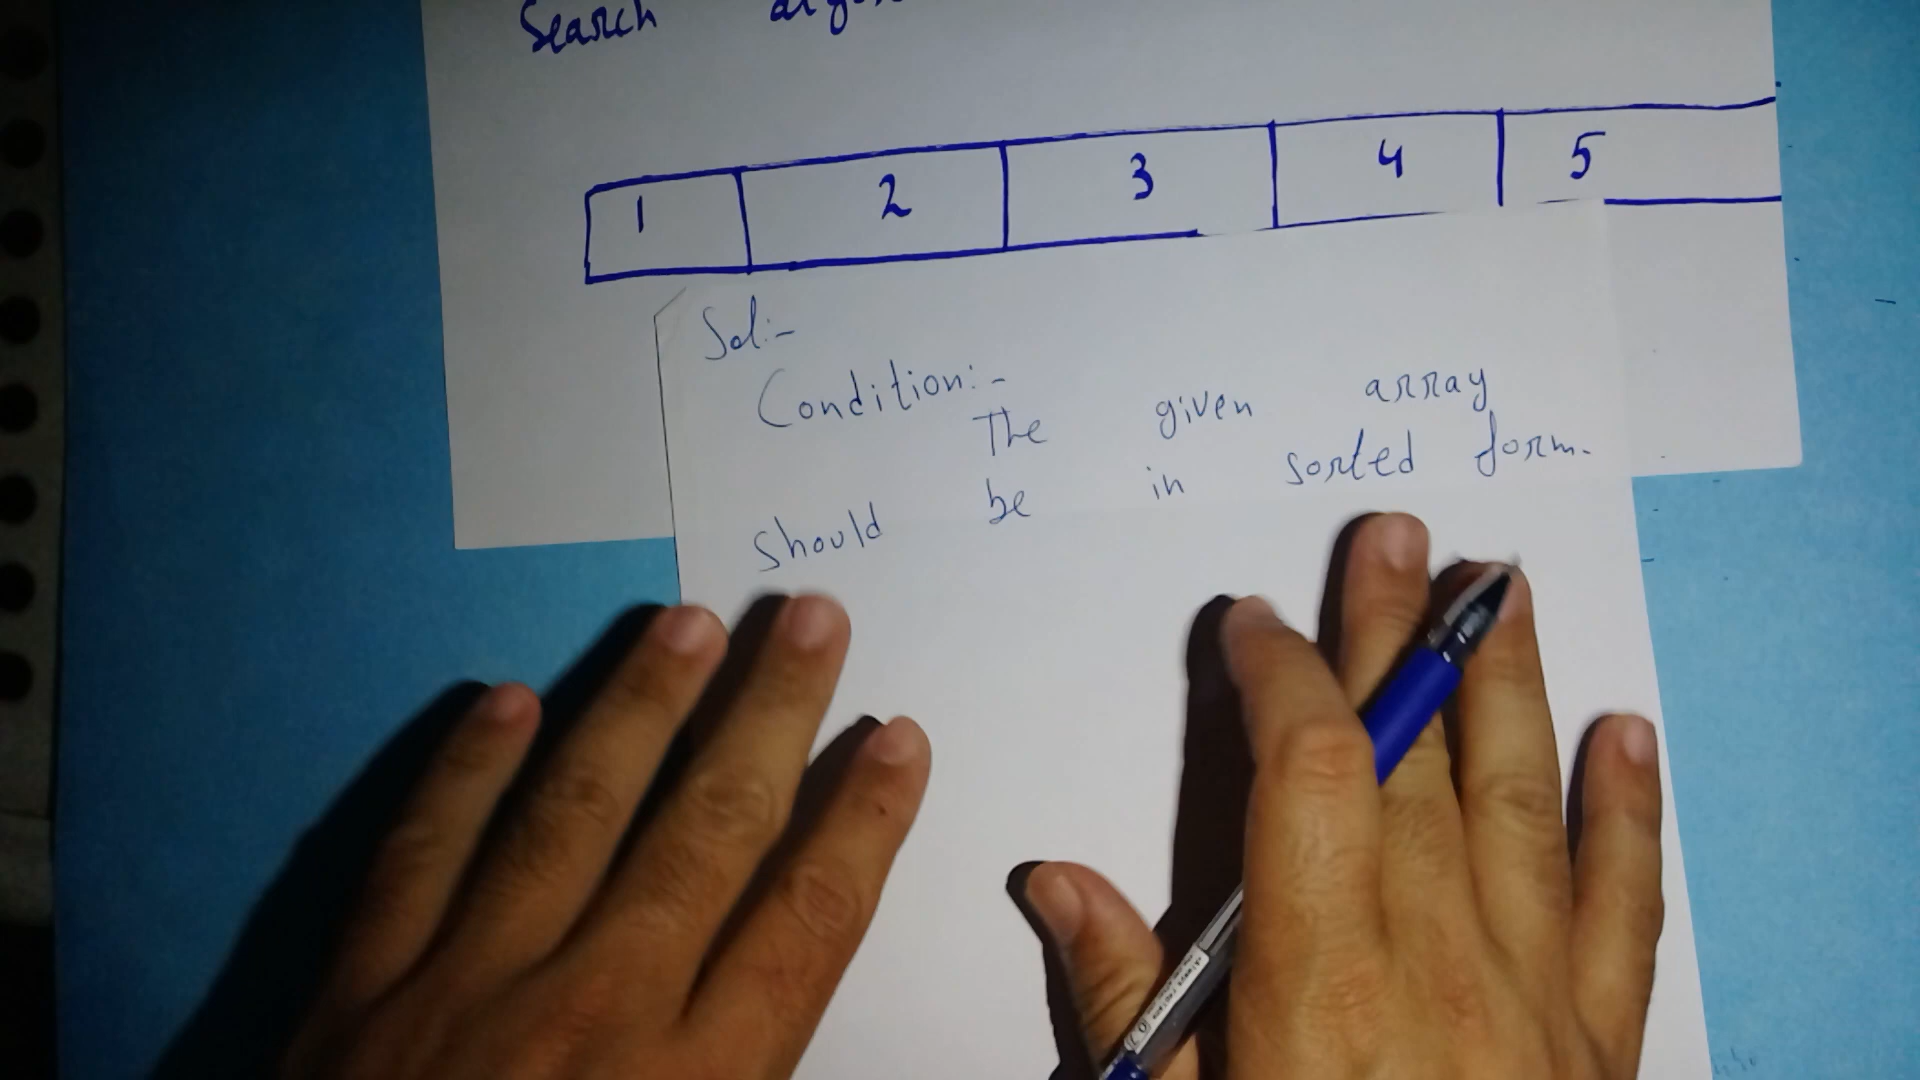 Search
1 2 3 4 5
Sol:-
Condition:-
The given array
should be in sorted form.